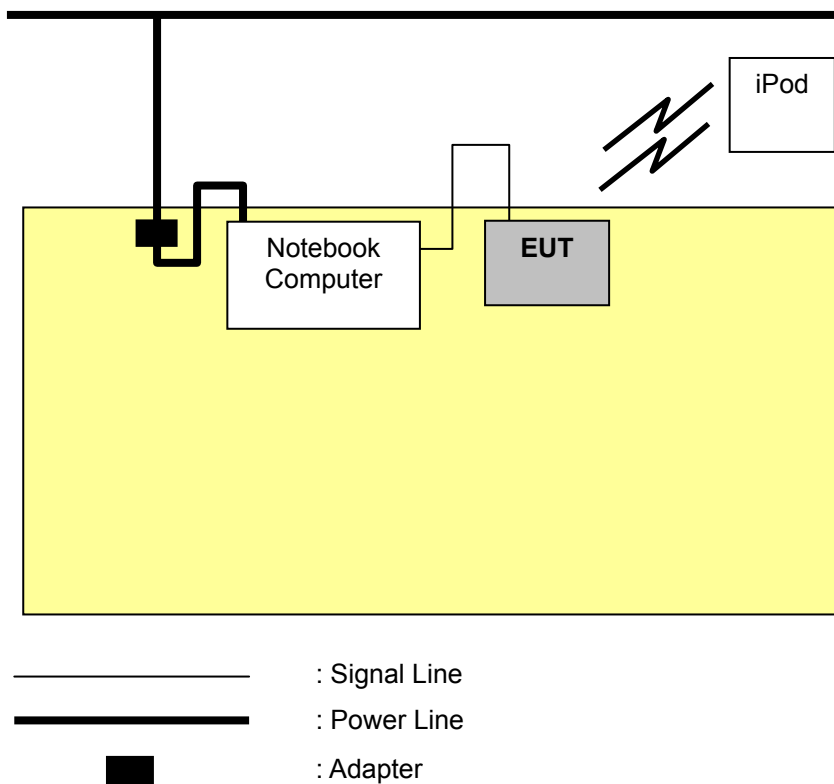 iPod
Notebook
Computer
EUT
: Signal Line
: Power Line
: Adapter